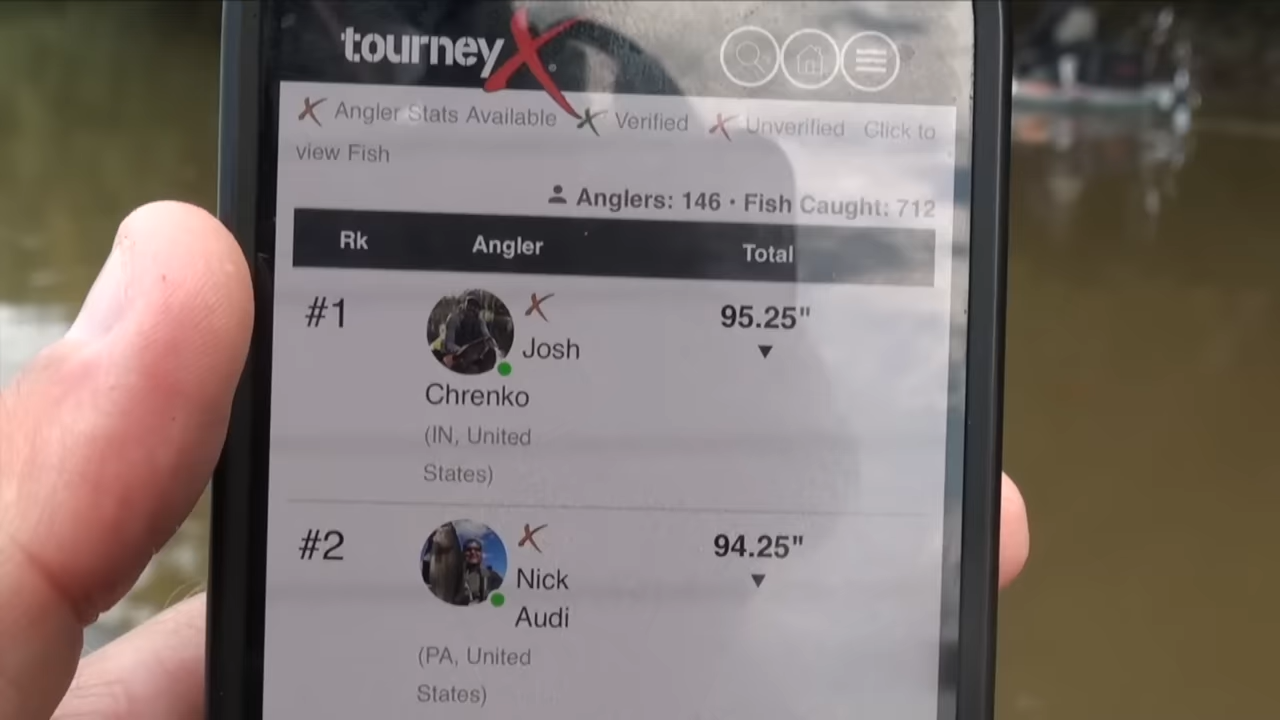 tourneyX
Angler Stats Available Verified Unverified Click to
view Fish
Anglers: 146 • Fish Caught: 712
Rk Angler Total
#1 Josh 95.25" ▼
Chrenko
(IN, United
States)
#2 Nick 94.25" ▼
Audi
(PA, United
States)